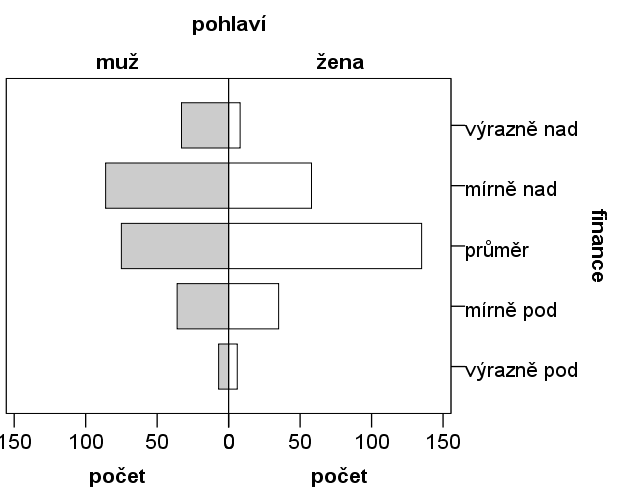 pohlaví
muž žena
výrazně nad
mírně nad
průměr
mírně pod
výrazně pod
finance
150 100 50 0 50 100 150
počet počet